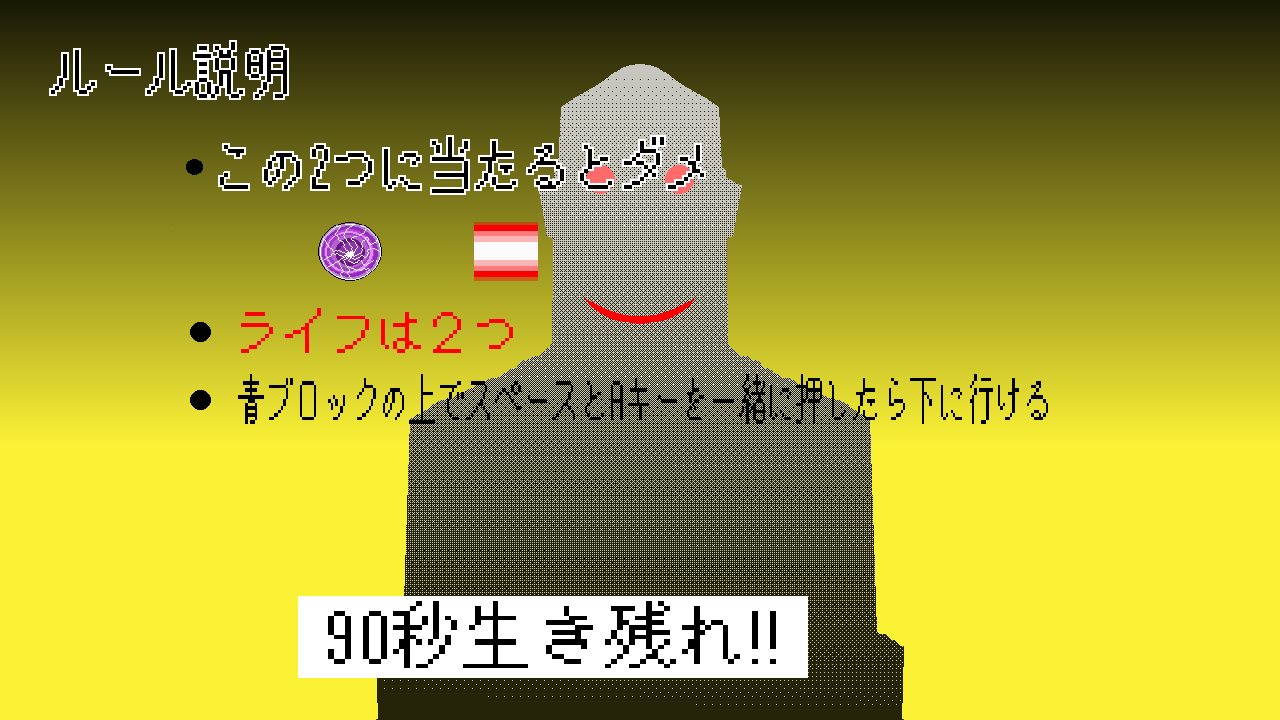 ルール説明
●この2つに当たるとダメ
●ライフは２つ
●青ブロックの上でスペースとAキーを一緒に押したら下に行ける
90秒生き残れ!!